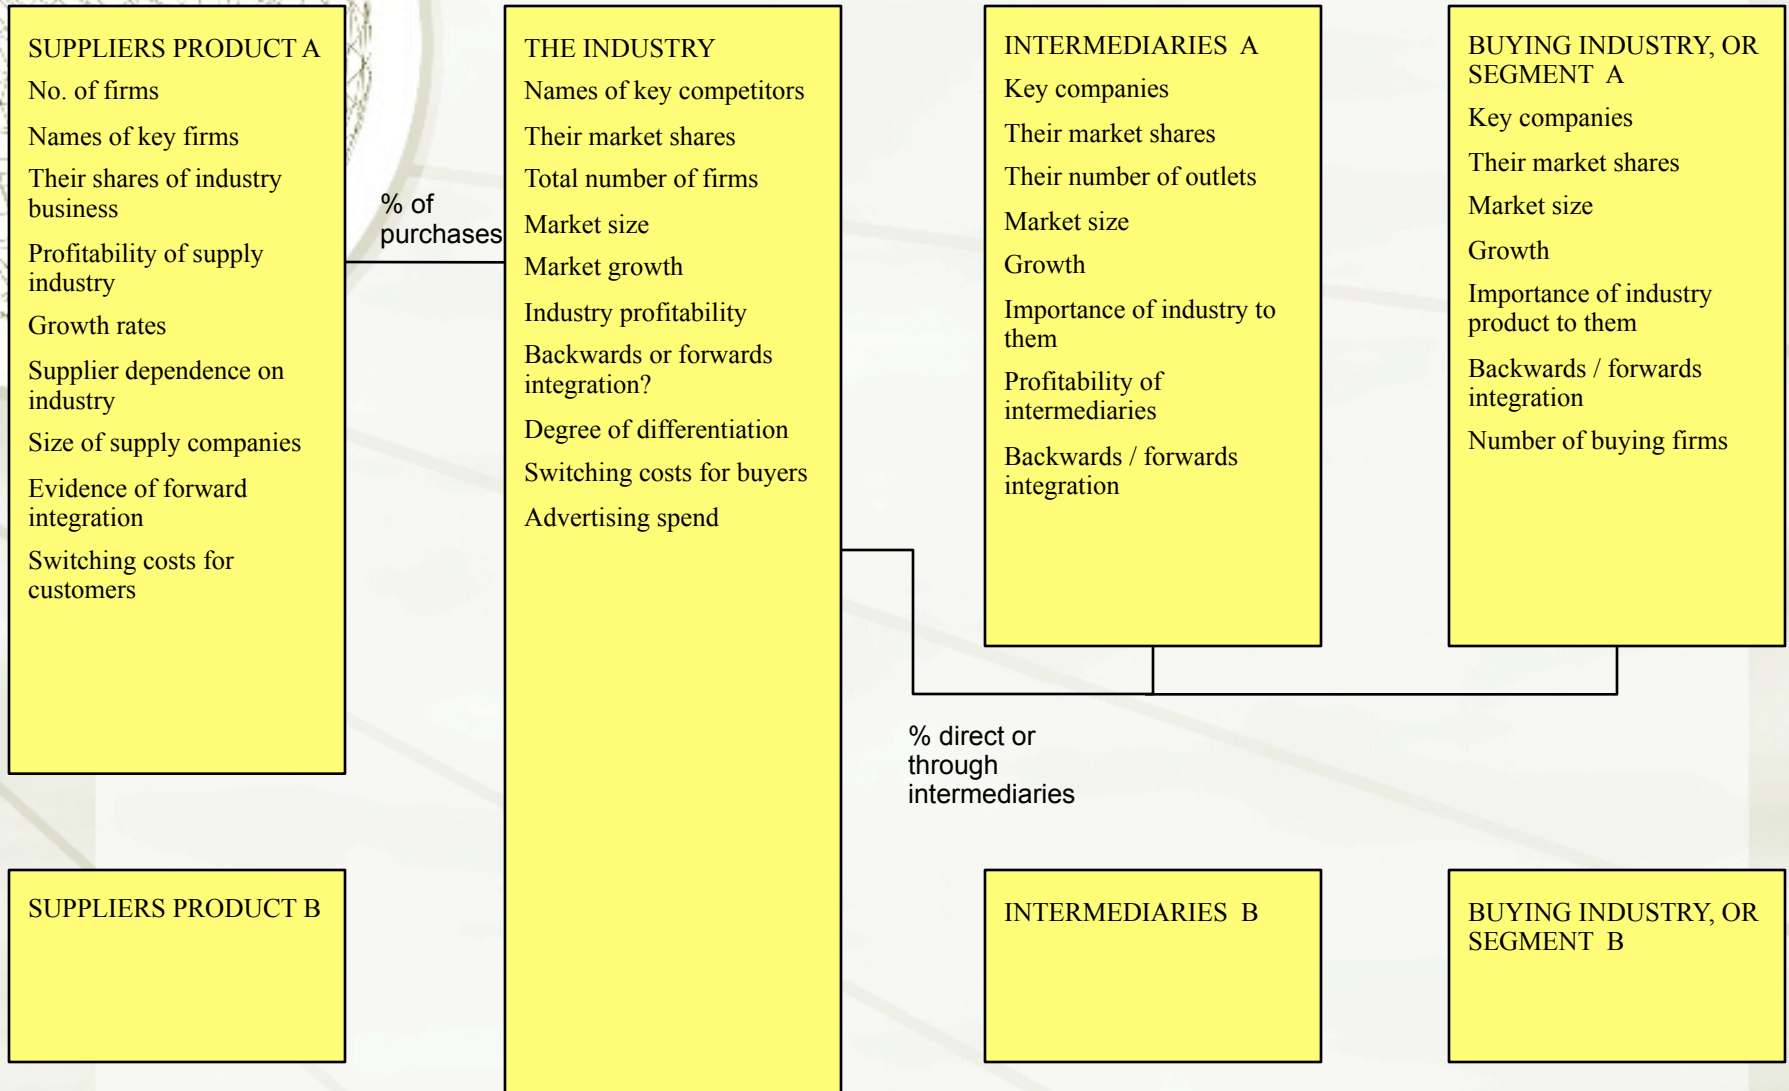 SUPPLIERS PRODUCT A
No. of firms
Names of key firms
Their shares of industry
business
Profitability of supply
industry
Growth rates
Supplier dependence on
industry
Size of supply companies
Evidence of forward
integration
Switching costs for
customers
% of
purchases
THE INDUSTRY
Names of key competitors
Their market shares
Total number of firms
Market size
Market growth
Industry profitability
Backwards or forwards
integration?
Degree of differentiation
Switching costs for buyers
Advertising spend
INTERMEDIARIES A
Key companies
Their market shares
Their number of outlets
Market size
Growth
Importance of industry to
them
Profitability of
intermediaries
Backwards / forwards
integration
BUYING INDUSTRY, OR
SEGMENT A
Key companies
Their market shares
Market size
Growth
Importance of industry
product to them
Backwards / forwards
integration
Number of buying firms
% direct or
through
intermediaries
SUPPLIERS PRODUCT B
INTERMEDIARIES B
BUYING INDUSTRY, OR
SEGMENT B